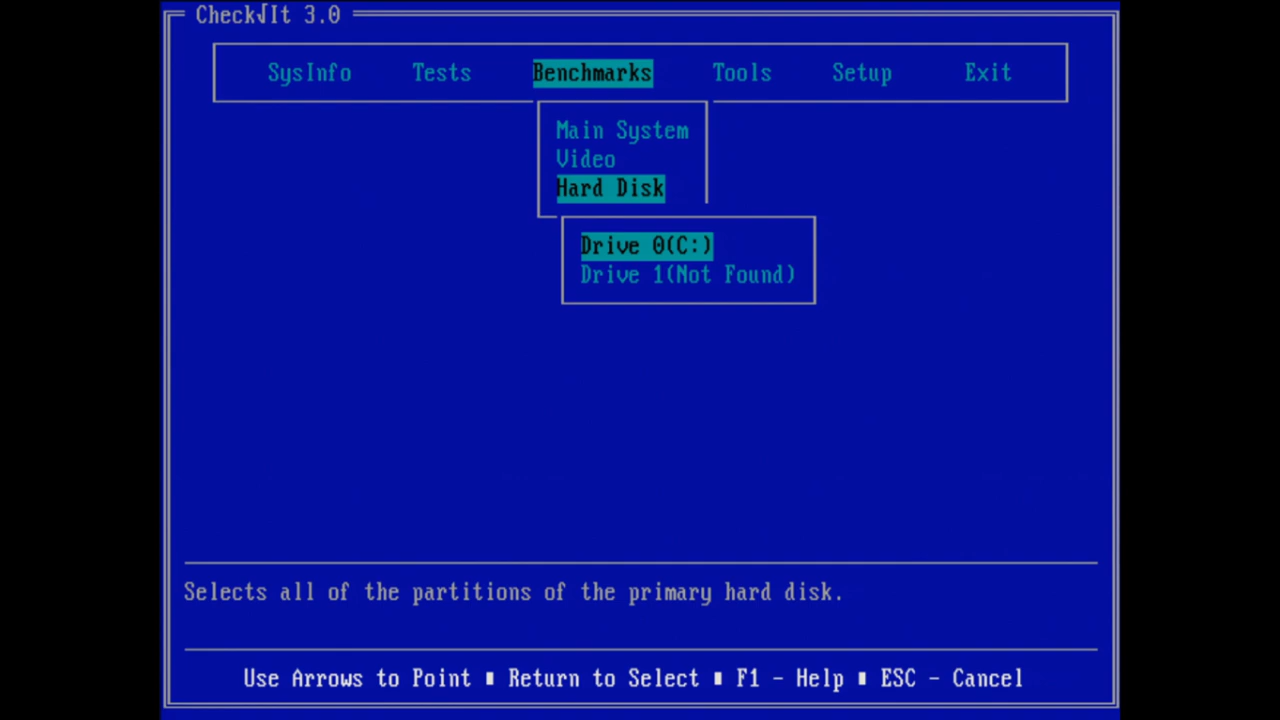 Check√It 3.0
SysInfo Tests Benchmarks Tools Setup Exit
Main System
Video
Hard Disk
Drive 0(C:)
Drive 1(Not Found)
Selects all of the partitions of the primary hard disk.
Use Arrows to Point ▮ Return to Select ▮ F1 - Help ▮ ESC - Cancel